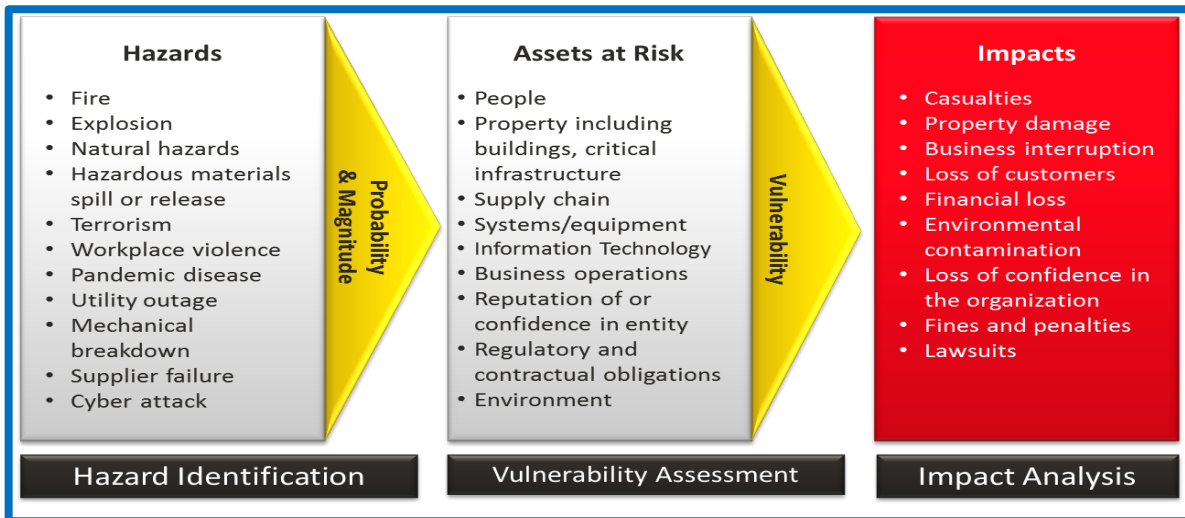 Hazards
• Fire
• Explosion
• Natural hazards
• Hazardous materials
spill or release
• Terrorism
• Workplace violence
• Pandemic disease
• Utility outage
• Mechanical
breakdown
• Supplier failure
• Cyber attack
Probability
& Magnitude
Hazard Identification
Assets at Risk
• People
• Property including
buildings, critical
infrastructure
• Supply chain
• Systems/equipment
• Information Technology
• Business operations
• Reputation of or
confidence in entity
• Regulatory and
contractual obligations
• Environment
Vulnerability
Vulnerability Assessment
Impacts
• Casualties
• Property damage
• Business interruption
• Loss of customers
• Financial loss
• Environmental
contamination
• Loss of confidence in
the organization
• Fines and penalties
• Lawsuits
Impact Analysis